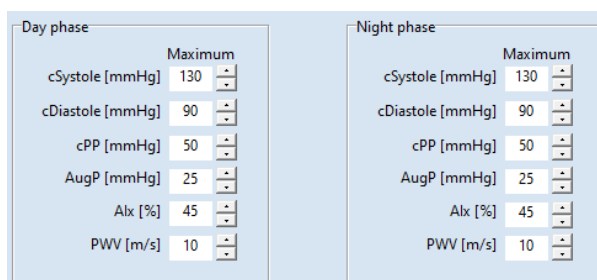 Day phase
Maximum
cSystole [mmHg] 130
cDiastole [mmHg] 90
cPP [mmHg] 50
AugP [mmHg] 25
AIx [%] 45
PWV [m/s] 10
Night phase
Maximum
cSystole [mmHg] 130
cDiastole [mmHg] 90
cPP [mmHg] 50
AugP [mmHg] 25
AIx [%] 45
PWV [m/s] 10